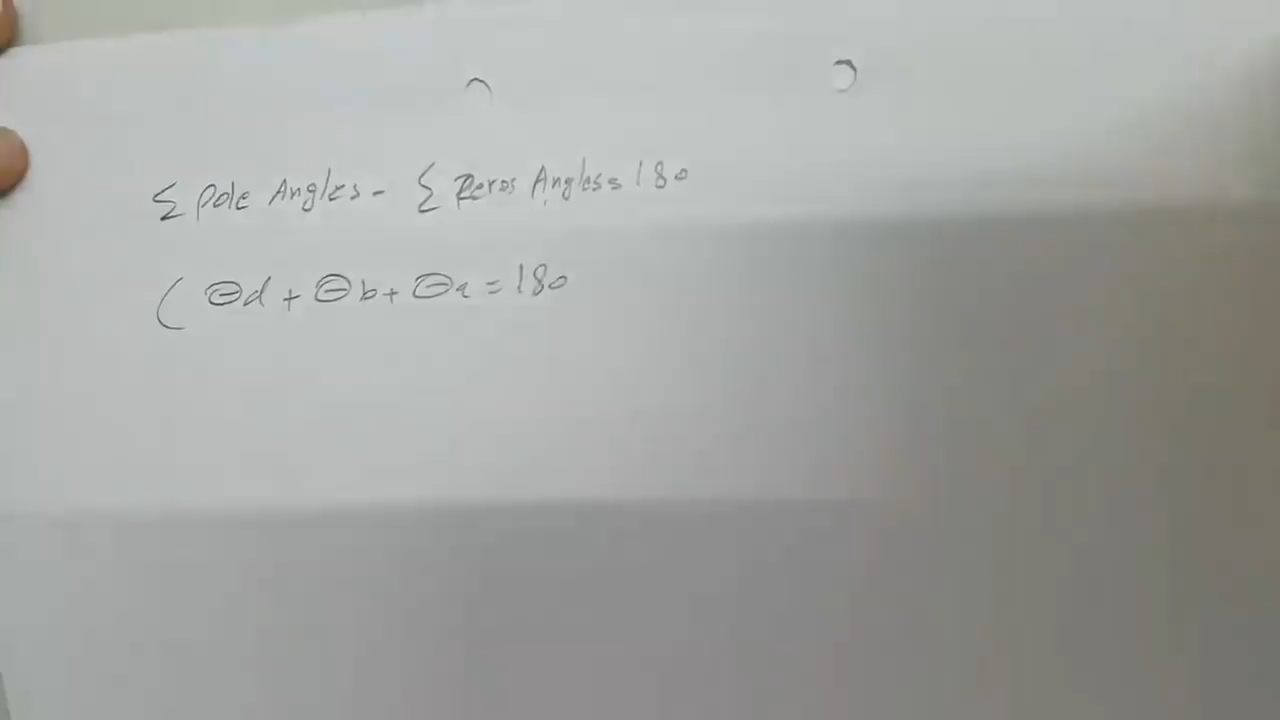 Σ Pole Angles - Σ Zeros Angles = 180
( θd + θb + θa = 180